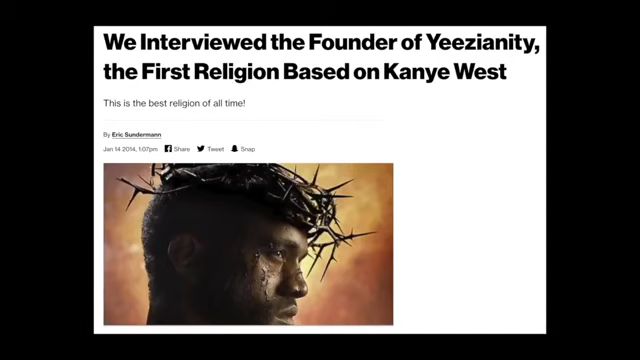 We Interviewed the Founder of Yeezianity,
the First Religion Based on Kanye West
This is the best religion of all time!
By Eric Sundermann
Jan 14 2014, 1:07pm Share Tweet Snap